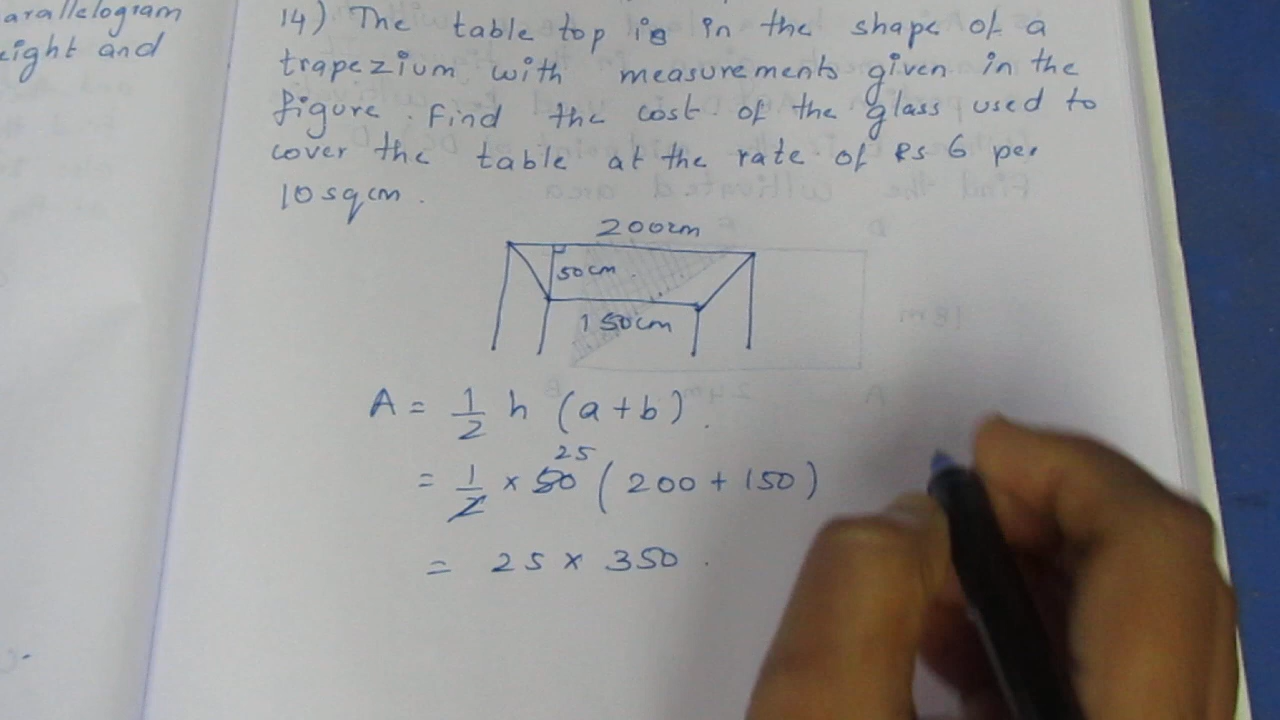 arallelogram
eight and
14) The table top is in the shape of a
trapezium with measurements given in the
figure. Find the cost of the glass used to
cover the table at the rate of Rs 6 per
10 sq cm.
200cm
50cm.
150cm
A = 1/2 h (a+b).
25
= 1/2 × 50 (200 + 150)
= 25 × 350.